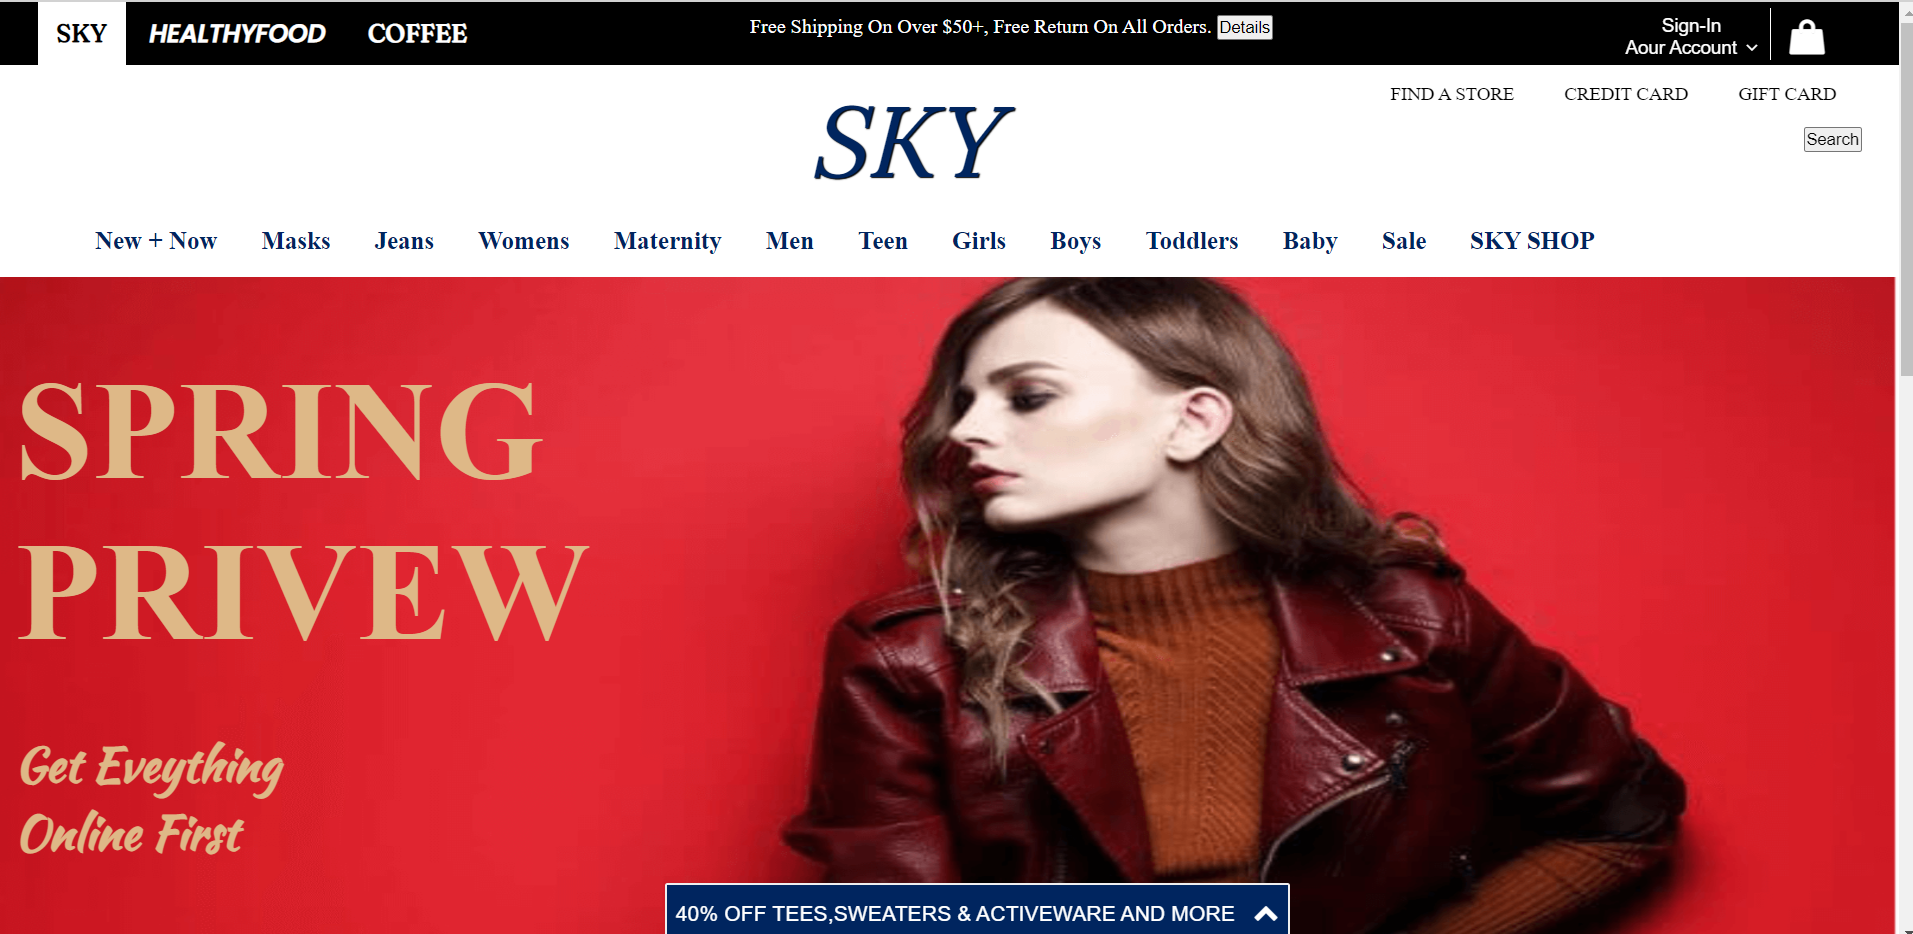 SKY HEALTHYFOOD COFFEE
Free Shipping On Over $50+, Free Return On All Orders. Details
Sign-In
Aour Account
FIND A STORE CREDIT CARD GIFT CARD
SKY
Search
New + Now Masks Jeans Womens Maternity Men Teen Girls Boys Toddlers Baby Sale SKY SHOP
SPRING
PRIVEW
Get Eveything
Online First
40% OFF TEES,SWEATERS & ACTIVEWARE AND MORE